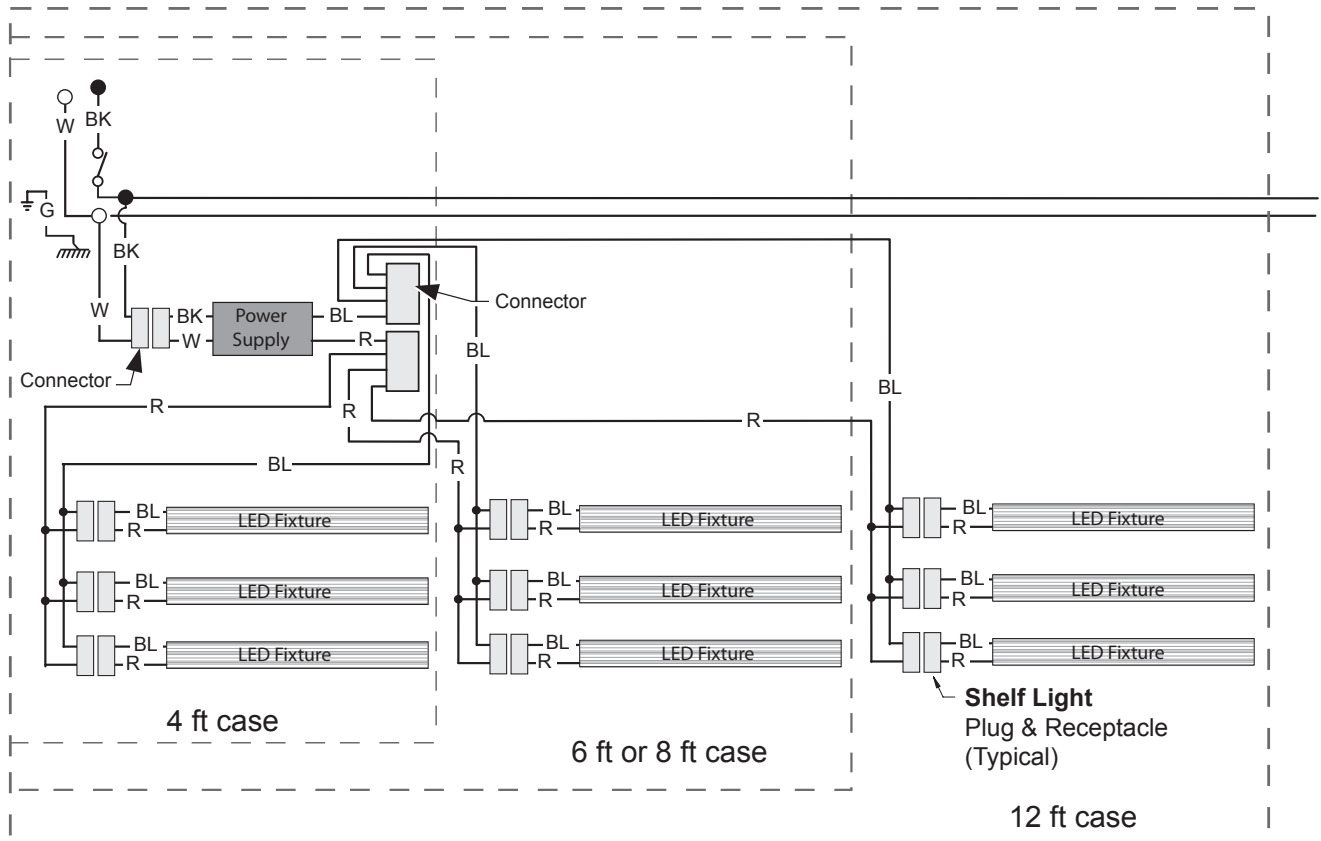 W
BK
G
BK
W
BK
W
Power
Supply
BL
R
Connector
Connector
BL
BL
R
R
R
R
BL
BL
R
LED Fixture
BL
R
LED Fixture
BL
R
LED Fixture
BL
R
LED Fixture
BL
R
LED Fixture
BL
R
LED Fixture
BL
R
LED Fixture
BL
R
LED Fixture
BL
R
LED Fixture
4 ft case
6 ft or 8 ft case
Shelf Light
Plug & Receptacle
(Typical)
12 ft case